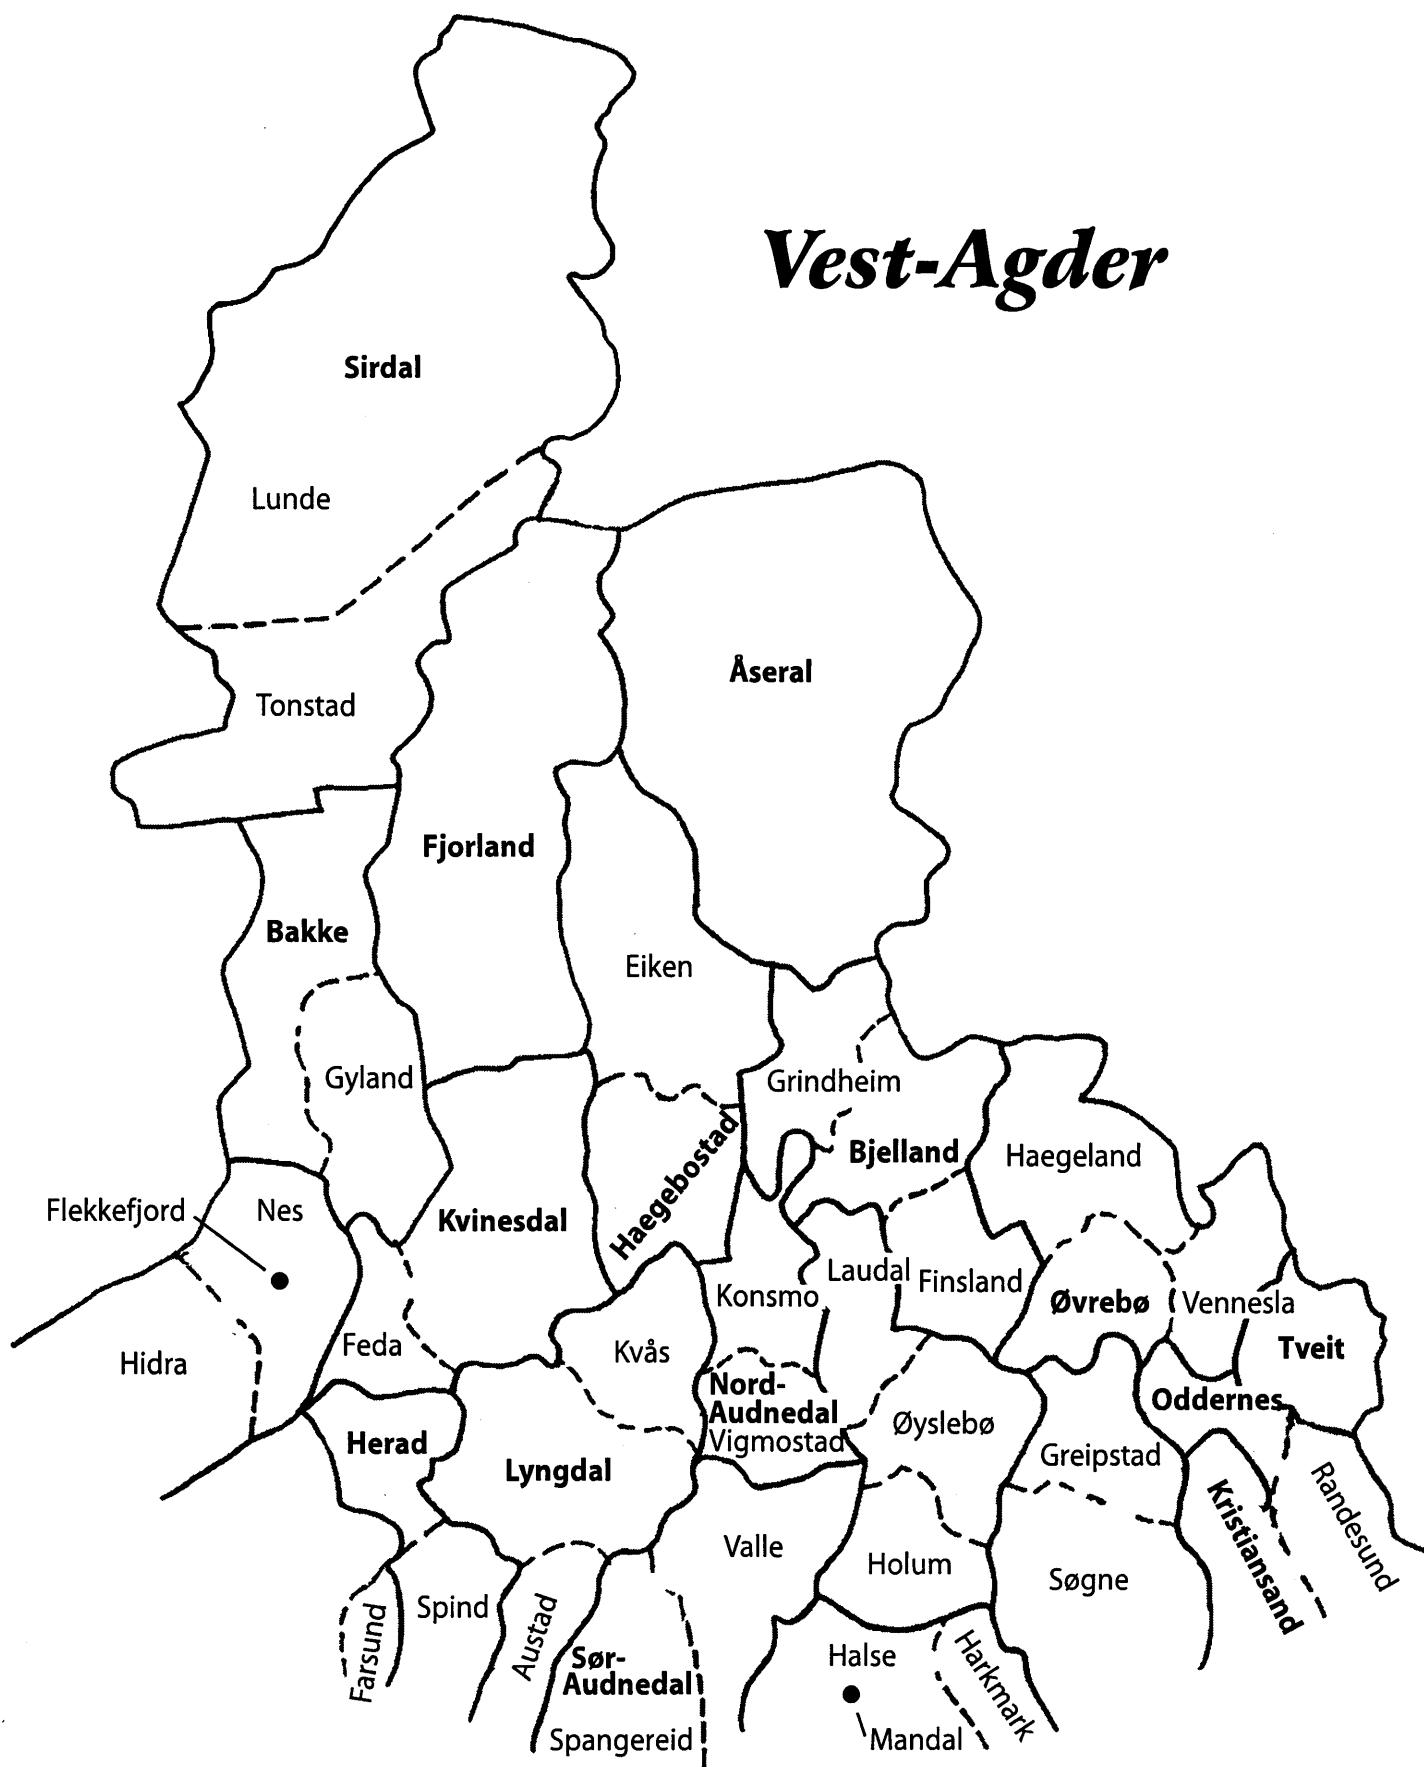 Vest-Agder
Sirdal
Lunde
Åseral
Tonstad
Fjorland
Bakke
Eiken
Gyland
Grindheim
Haegebostad
Bjelland
Haegeland
Flekkefjord
Nes
Kvinesdal
Laudal
Finsland
Konsmo
Øvrebø
Vennesla
Hidra
Feda
Kvås
Tveit
Nord-
Audnedal
Vigmostad
Oddernes
Herad
Øyslebø
Greipstad
Lyngdal
Kristiansand
Randesund
Valle
Holum
Søgne
Farsund
Spind
Austad
Sør-
Audnedal
Spangereid
Halse
Harkmark
Mandal